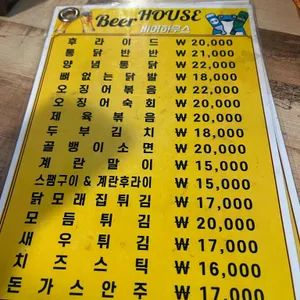 Beer HOUSE
비어하우스
후라이드 ₩ 20,000
통닭반반 ₩ 21,000
양념통닭 ₩ 22,000
뼈없는닭발 ₩ 18,000
오징어볶음 ₩ 22,000
오징어숙회 ₩ 20,000
제육볶음 ₩ 20,000
두부김치 ₩ 18,000
골뱅이소면 ₩ 20,000
계란말이 ₩ 15,000
스팸구이 & 계란후라이 ₩ 15,000
닭모래집튀김 ₩ 17,000
모듬튀김 ₩ 20,000
새우튀김 ₩ 17,000
치즈스틱 ₩ 16,000
돈가스안주 ₩ 17,000